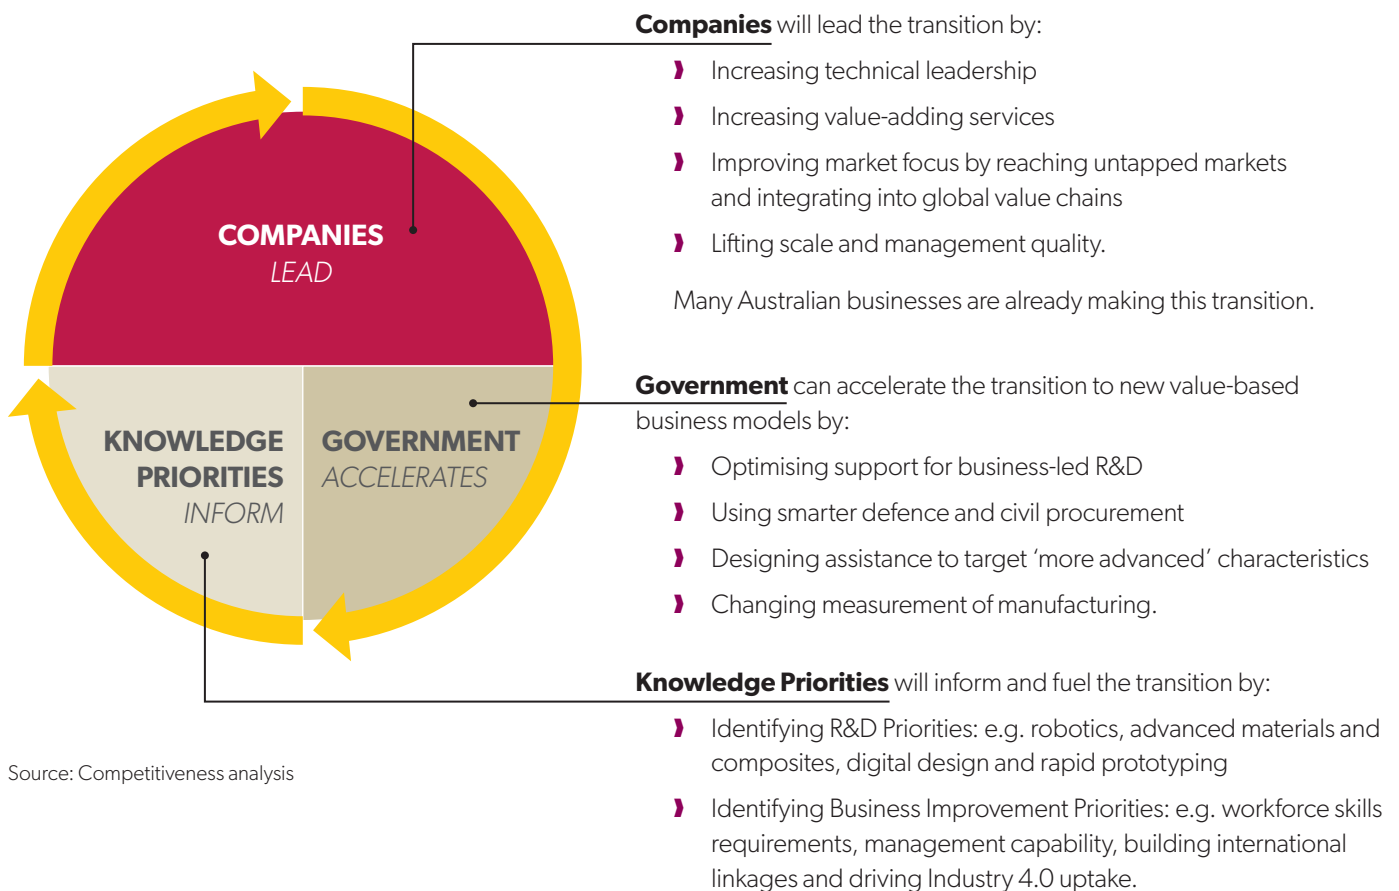 COMPANIES
LEAD
KNOWLEDGE
PRIORITIES
INFORM
GOVERNMENT
ACCELERATES
Source: Competitiveness analysis
Companies will lead the transition by:
Increasing technical leadership
Increasing value-adding services
Improving market focus by reaching untapped markets
and integrating into global value chains
Lifting scale and management quality.
Many Australian businesses are already making this transition.
Government can accelerate the transition to new value-based
business models by:
Optimising support for business-led R&D
Using smarter defence and civil procurement
Designing assistance to target ‘more advanced’ characteristics
Changing measurement of manufacturing.
Knowledge Priorities will inform and fuel the transition by:
Identifying R&D Priorities: e.g. robotics, advanced materials and
composites, digital design and rapid prototyping
Identifying Business Improvement Priorities: e.g. workforce skills
requirements, management capability, building international
linkages and driving Industry 4.0 uptake.